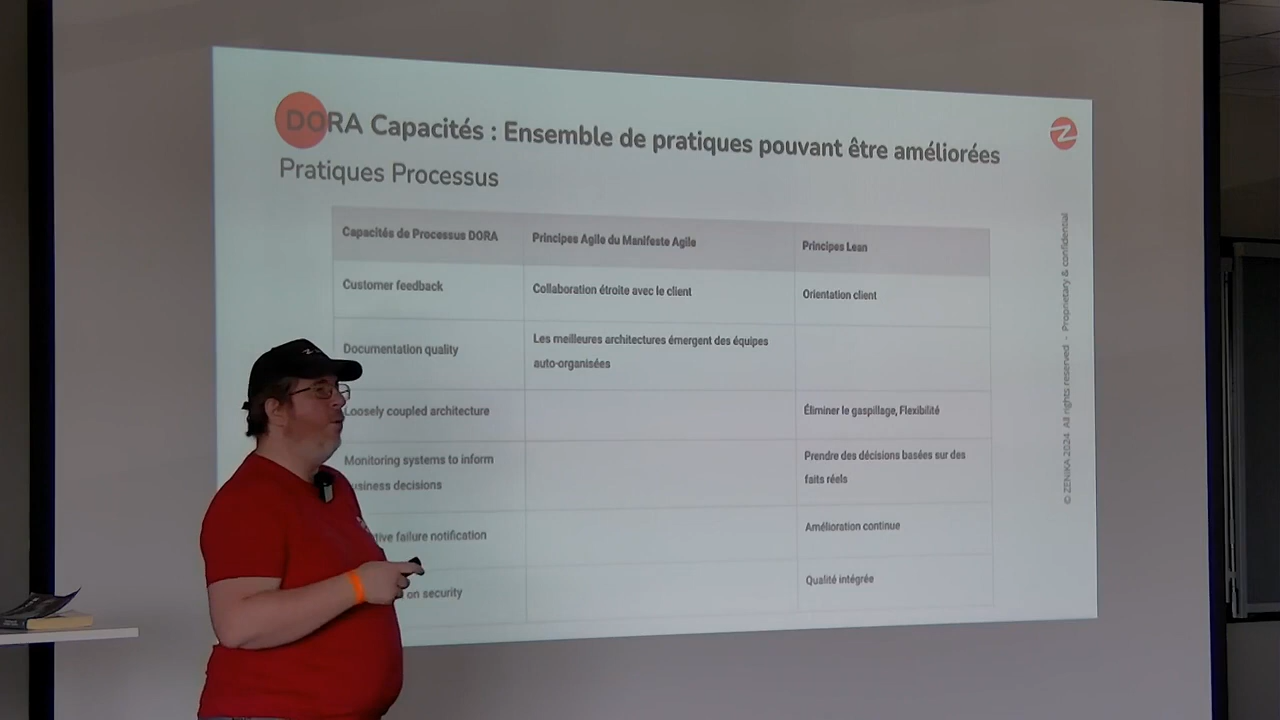 DORA Capacités : Ensemble de pratiques pouvant être améliorées
Pratiques Processus
Capacités de Processus DORA
Principes Agile du Manifeste Agile
Principes Lean
Customer feedback
Collaboration étroite avec le client
Orientation client
Documentation quality
Les meilleures architectures émergent des équipes
auto-organisées
Loosely coupled architecture
Éliminer le gaspillage, Flexibilité
Monitoring systems to inform
business decisions
Prendre des décisions basées sur des
faits réels
failure notification
Amélioration continue
on security
Qualité intégrée
© ZENIKA 2024 All rights reserved - Proprietary & confidential